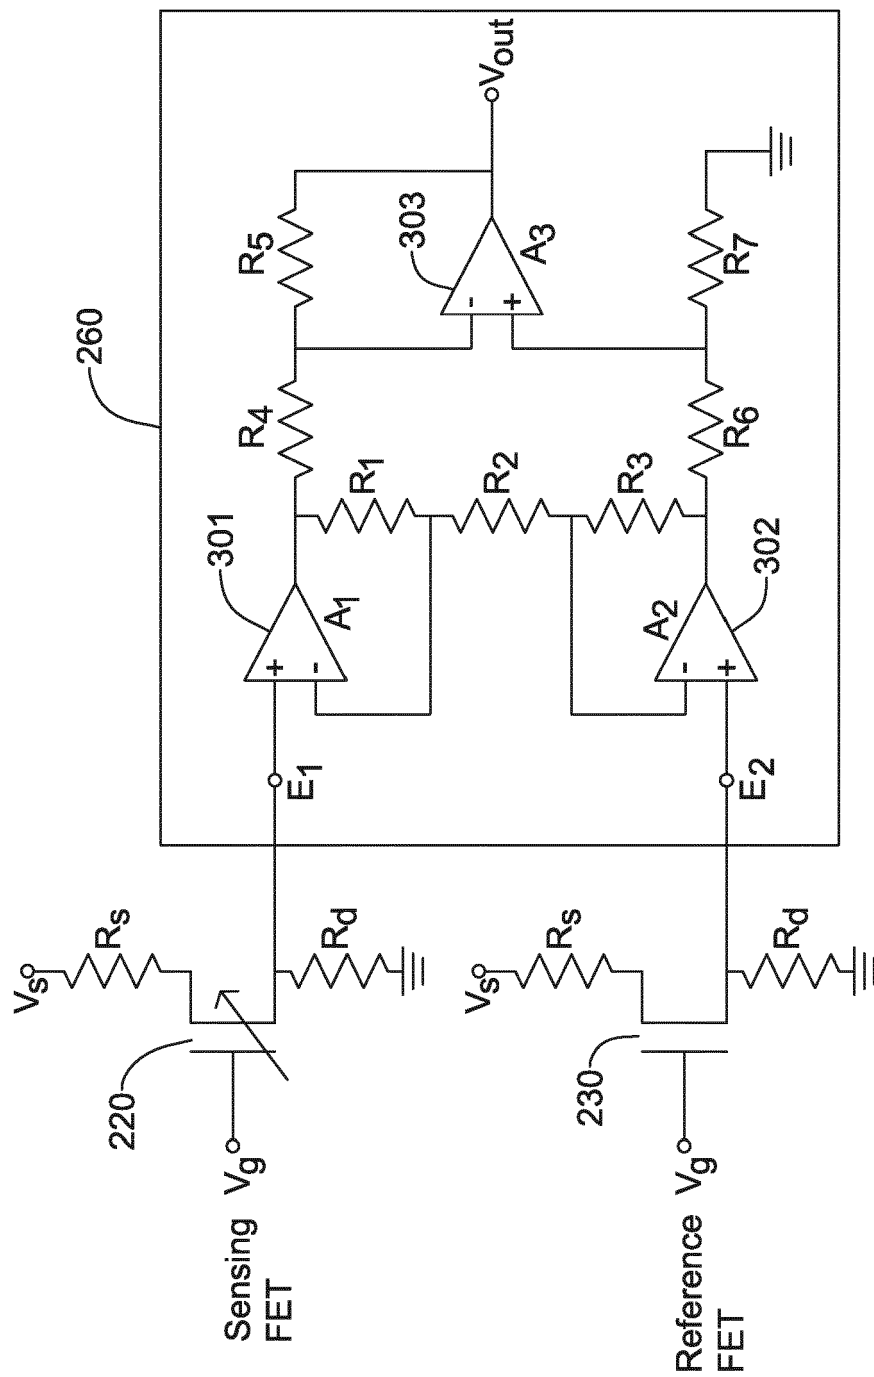 260
Vs
Rs
220
Sensing
FET
Vg
Rd
E1
+
-
A1
301
R1
R2
R3
R4
R5
-
+
303
A3
Vout
Vs
Rs
230
Reference
FET
Vg
Rd
E2
-
+
A2
302
R6
R7